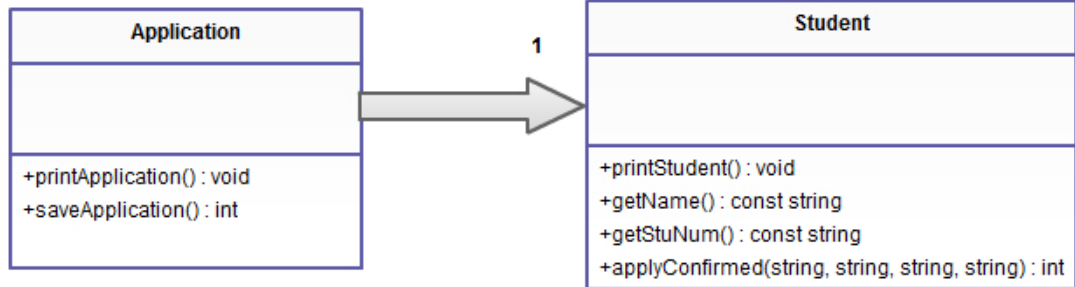 Application
+printApplication() : void
+saveApplication() : int
1
Student
+printStudent() : void
+getName() : const string
+getStuNum() : const string
+applyConfirmed(string, string, string, string) : int